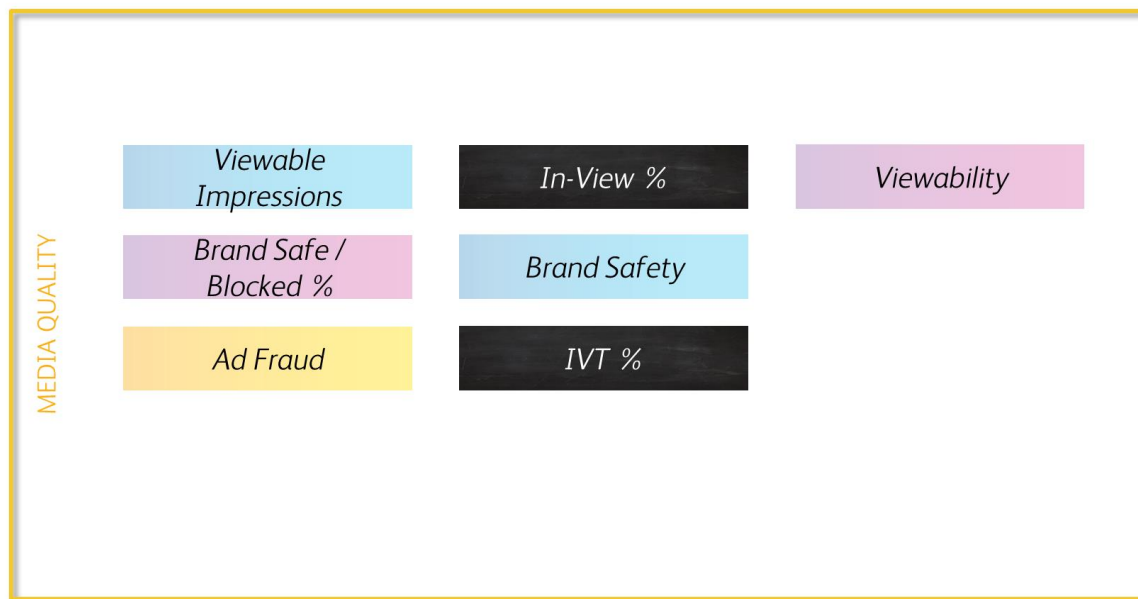 MEDIA QUALITY
Viewable
Impressions
In-View %
Viewability
Brand Safe /
Blocked %
Brand Safety
Ad Fraud
IVT %